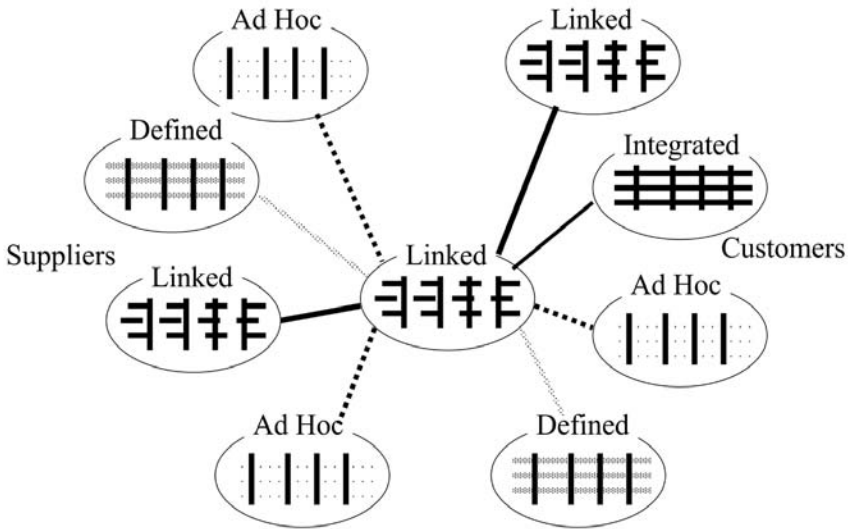 Ad Hoc
Linked
Defined
Integrated
Suppliers
Customers
Linked
Linked
Ad Hoc
Ad Hoc
Defined